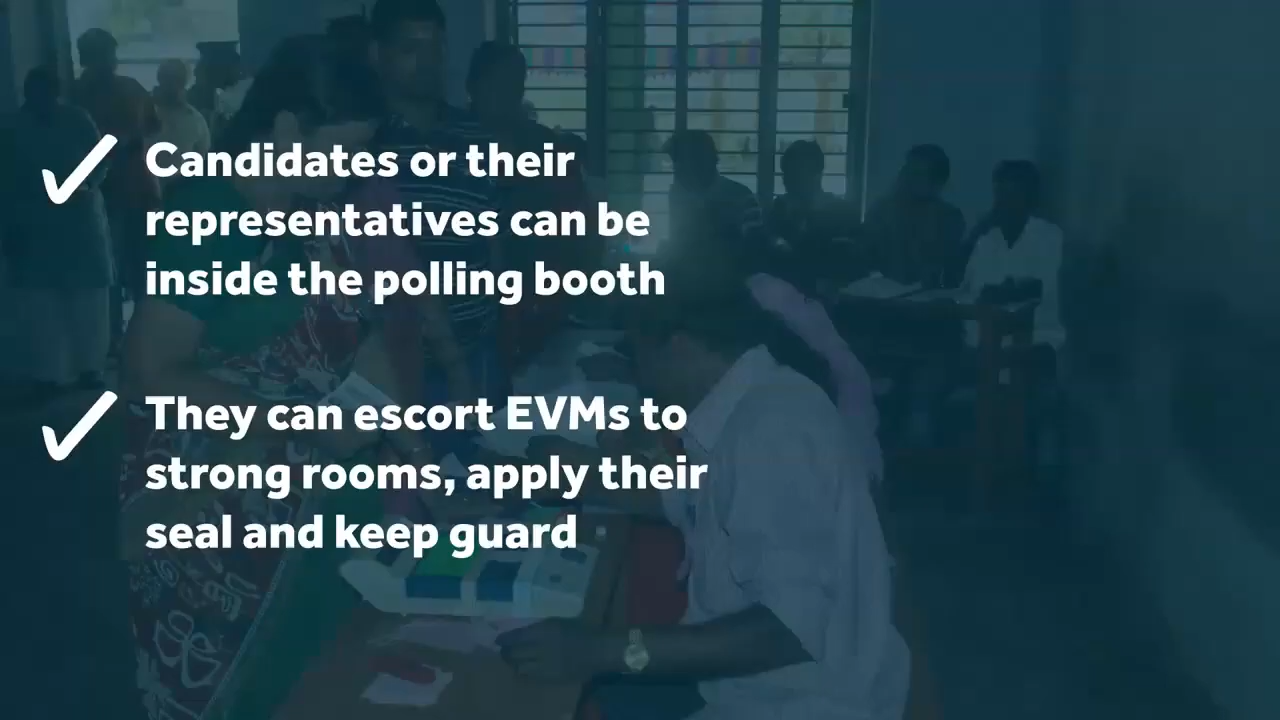 Candidates or their
representatives can be
inside the polling booth
They can escort EVMs to
strong rooms, apply their
seal and keep guard